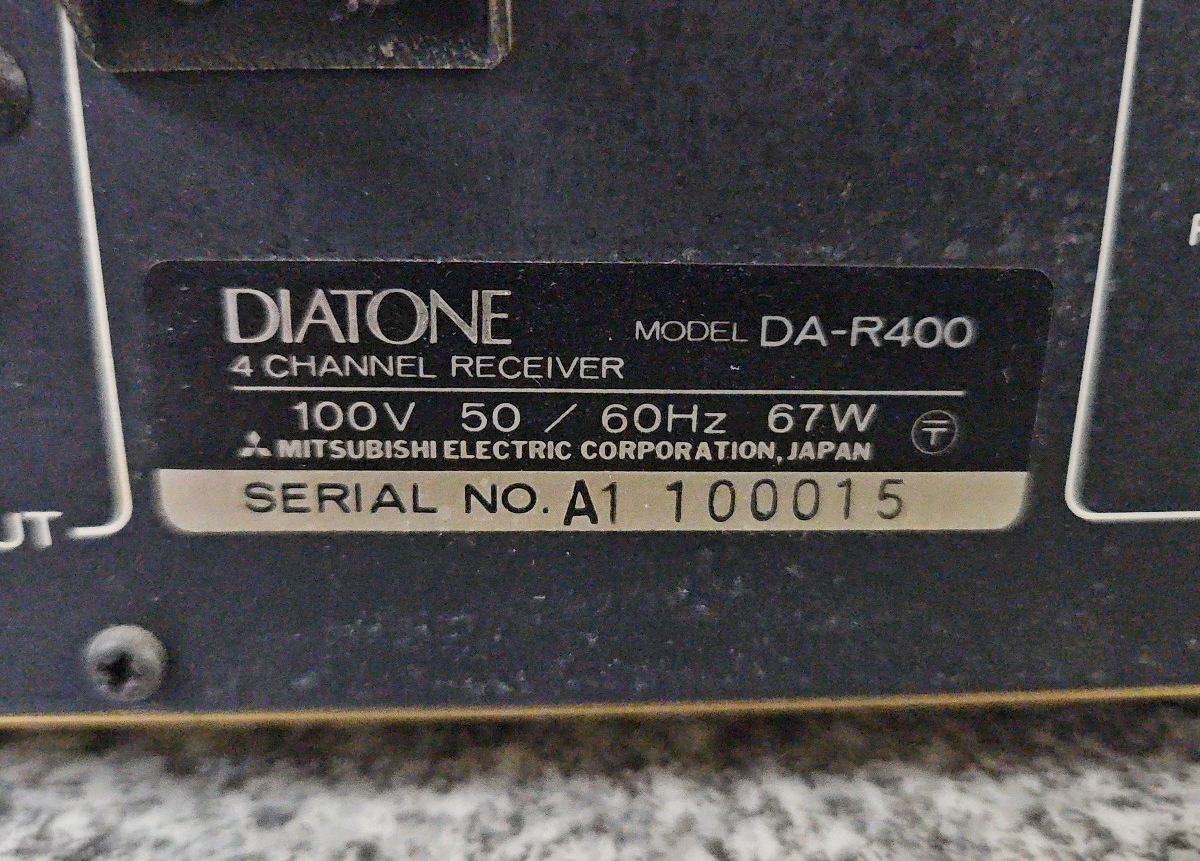 DIATONE
MODEL DA-R400
4 CHANNEL RECEIVER
100V 50 / 60Hz 67W
MITSUBISHI ELECTRIC CORPORATION, JAPAN
〒
SERIAL NO. A1 100015